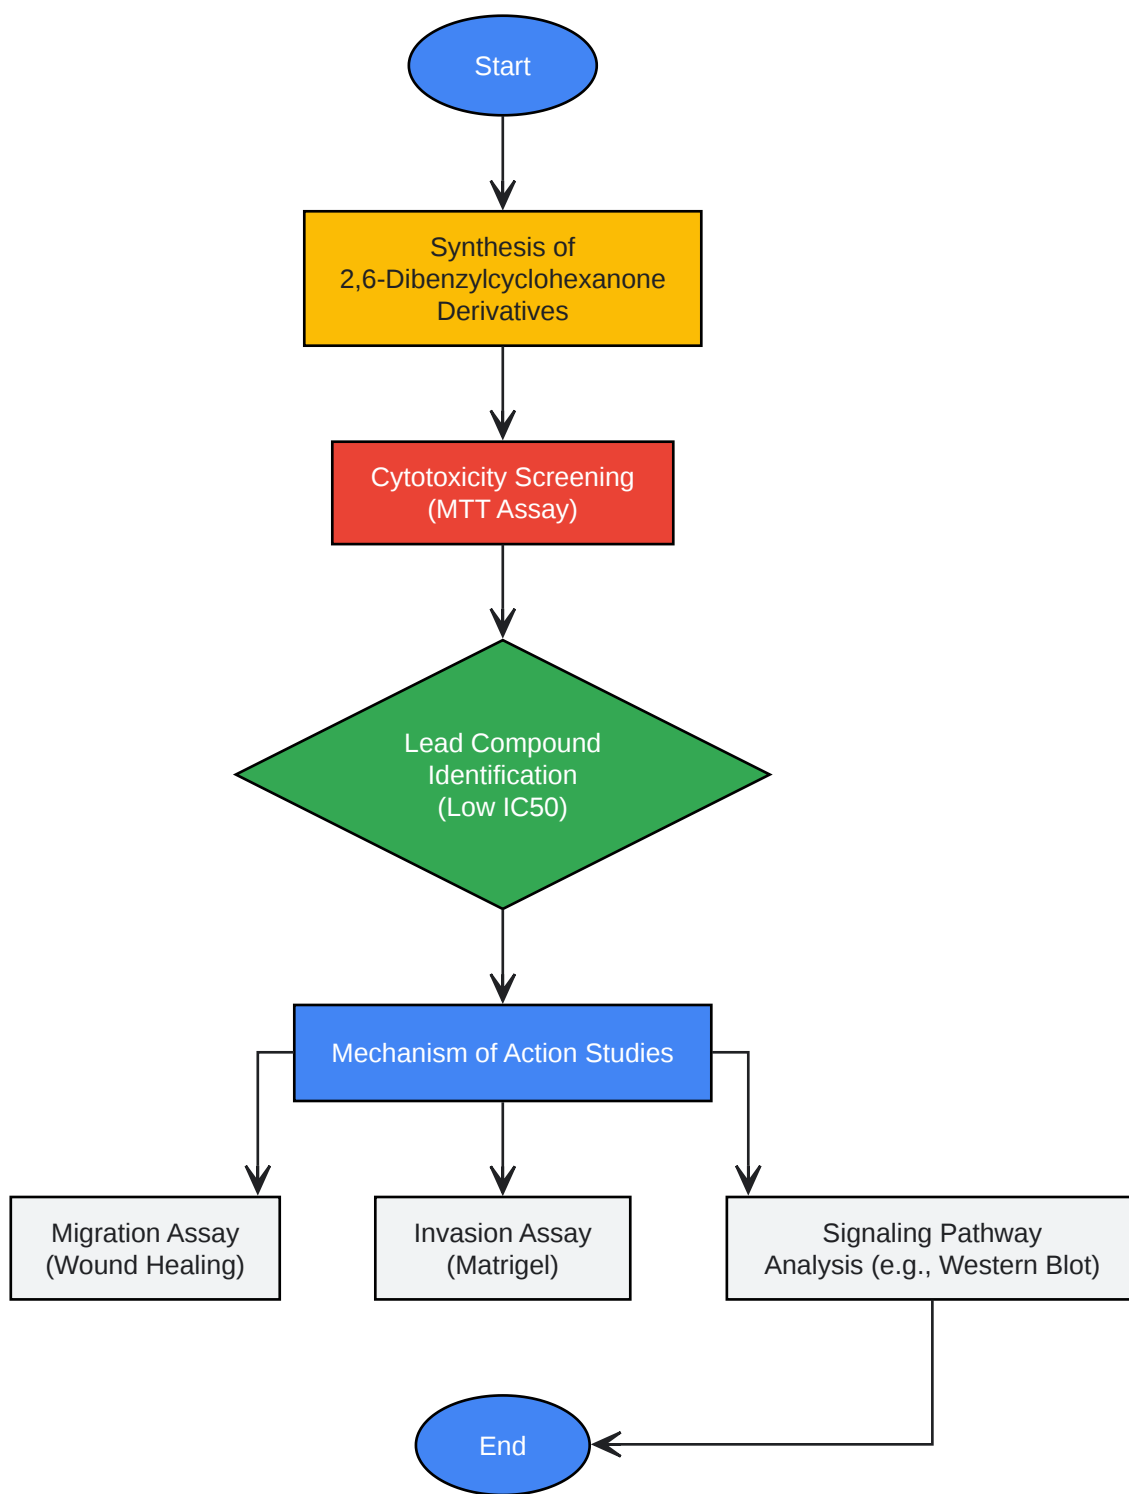 Start
Synthesis of
2,6-Dibenzylcyclohexanone
Derivatives
Cytotoxicity Screening
(MTT Assay)
Lead Compound
Identification
(Low IC50)
Mechanism of Action Studies
Migration Assay
(Wound Healing)
Invasion Assay
(Matrigel)
Signaling Pathway
Analysis (e.g., Western Blot)
End